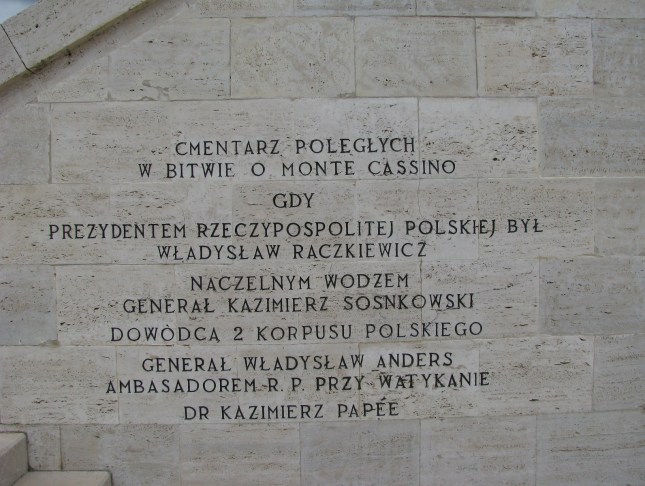 CMENTARZ POLEGŁYCH
W BITWIE O MONTE CASSINO
GDY
PREZYDENTEM RZECZYPOSPOLITEJ POLSKIEJ BYŁ
WŁADYSŁAW RACZKIEWICZ
NACZELNYM WODZEM
GENERAŁ KAZIMIERZ SOSNKOWSKI
DOWÓDCĄ 2 KORPUSU POLSKIEGO
GENERAŁ WŁADYSŁAW ANDERS
AMBASADOREM R. P. PRZY WATYKANIE
DR KAZIMIERZ PAPÉE